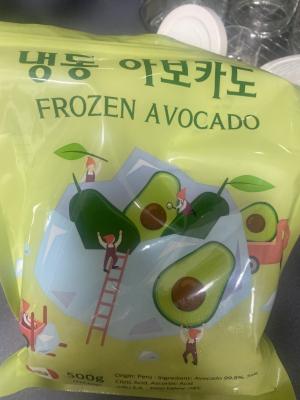 냉동 아보카도
FROZEN AVOCADO
500g
Origin: Peru · Ingredient: Avocado 99.8%,
Citric Acid, Ascorbic Acid